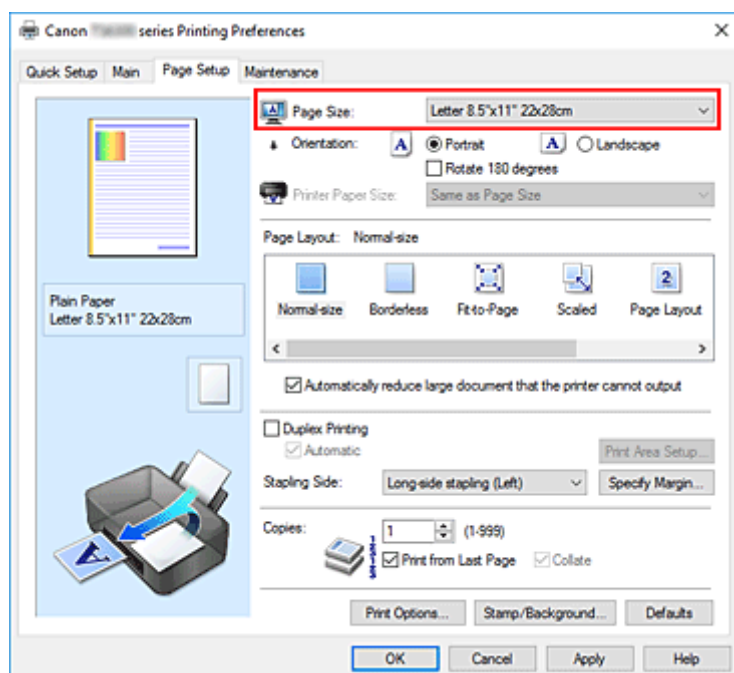 Canon series Printing Preferences
Quick Setup Main Page Setup Maintenance
Page Size: Letter 8.5"x11" 22x28cm
Orientation: A Portrait A Landscape
Rotate 180 degrees
Printer Paper Size: Same as Page Size
Page Layout: Normal-size
2
Normal-size Borderless Fit-to-Page Scaled Page Layout
Plain Paper
Letter 8.5"x11" 22x28cm
Automatically reduce large document that the printer cannot output
Duplex Printing
Automatic
Print Area Setup...
Stapling Side: Long-side stapling (Left) Specify Margin...
Copies: 1 (1-999)
Print from Last Page Collate
A
Print Options... Stamp/Background... Defaults
OK Cancel Apply Help